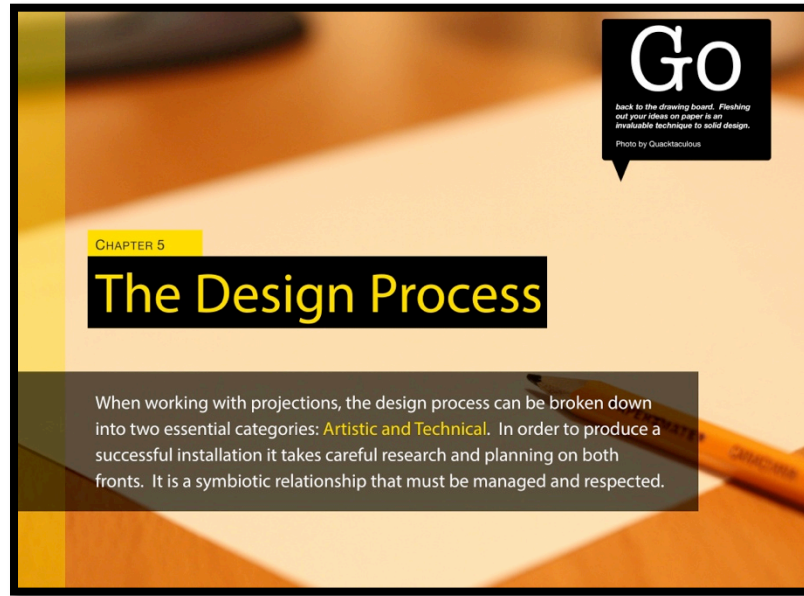 Go
back to the drawing board. Fleshing
out your ideas on paper is an
invaluable technique to solid design.
Photo by Quacktaculous
CHAPTER 5
The Design Process
When working with projections, the design process can be broken down
into two essential categories: Artistic and Technical. In order to produce a
successful installation it takes careful research and planning on both
fronts. It is a symbiotic relationship that must be managed and respected.